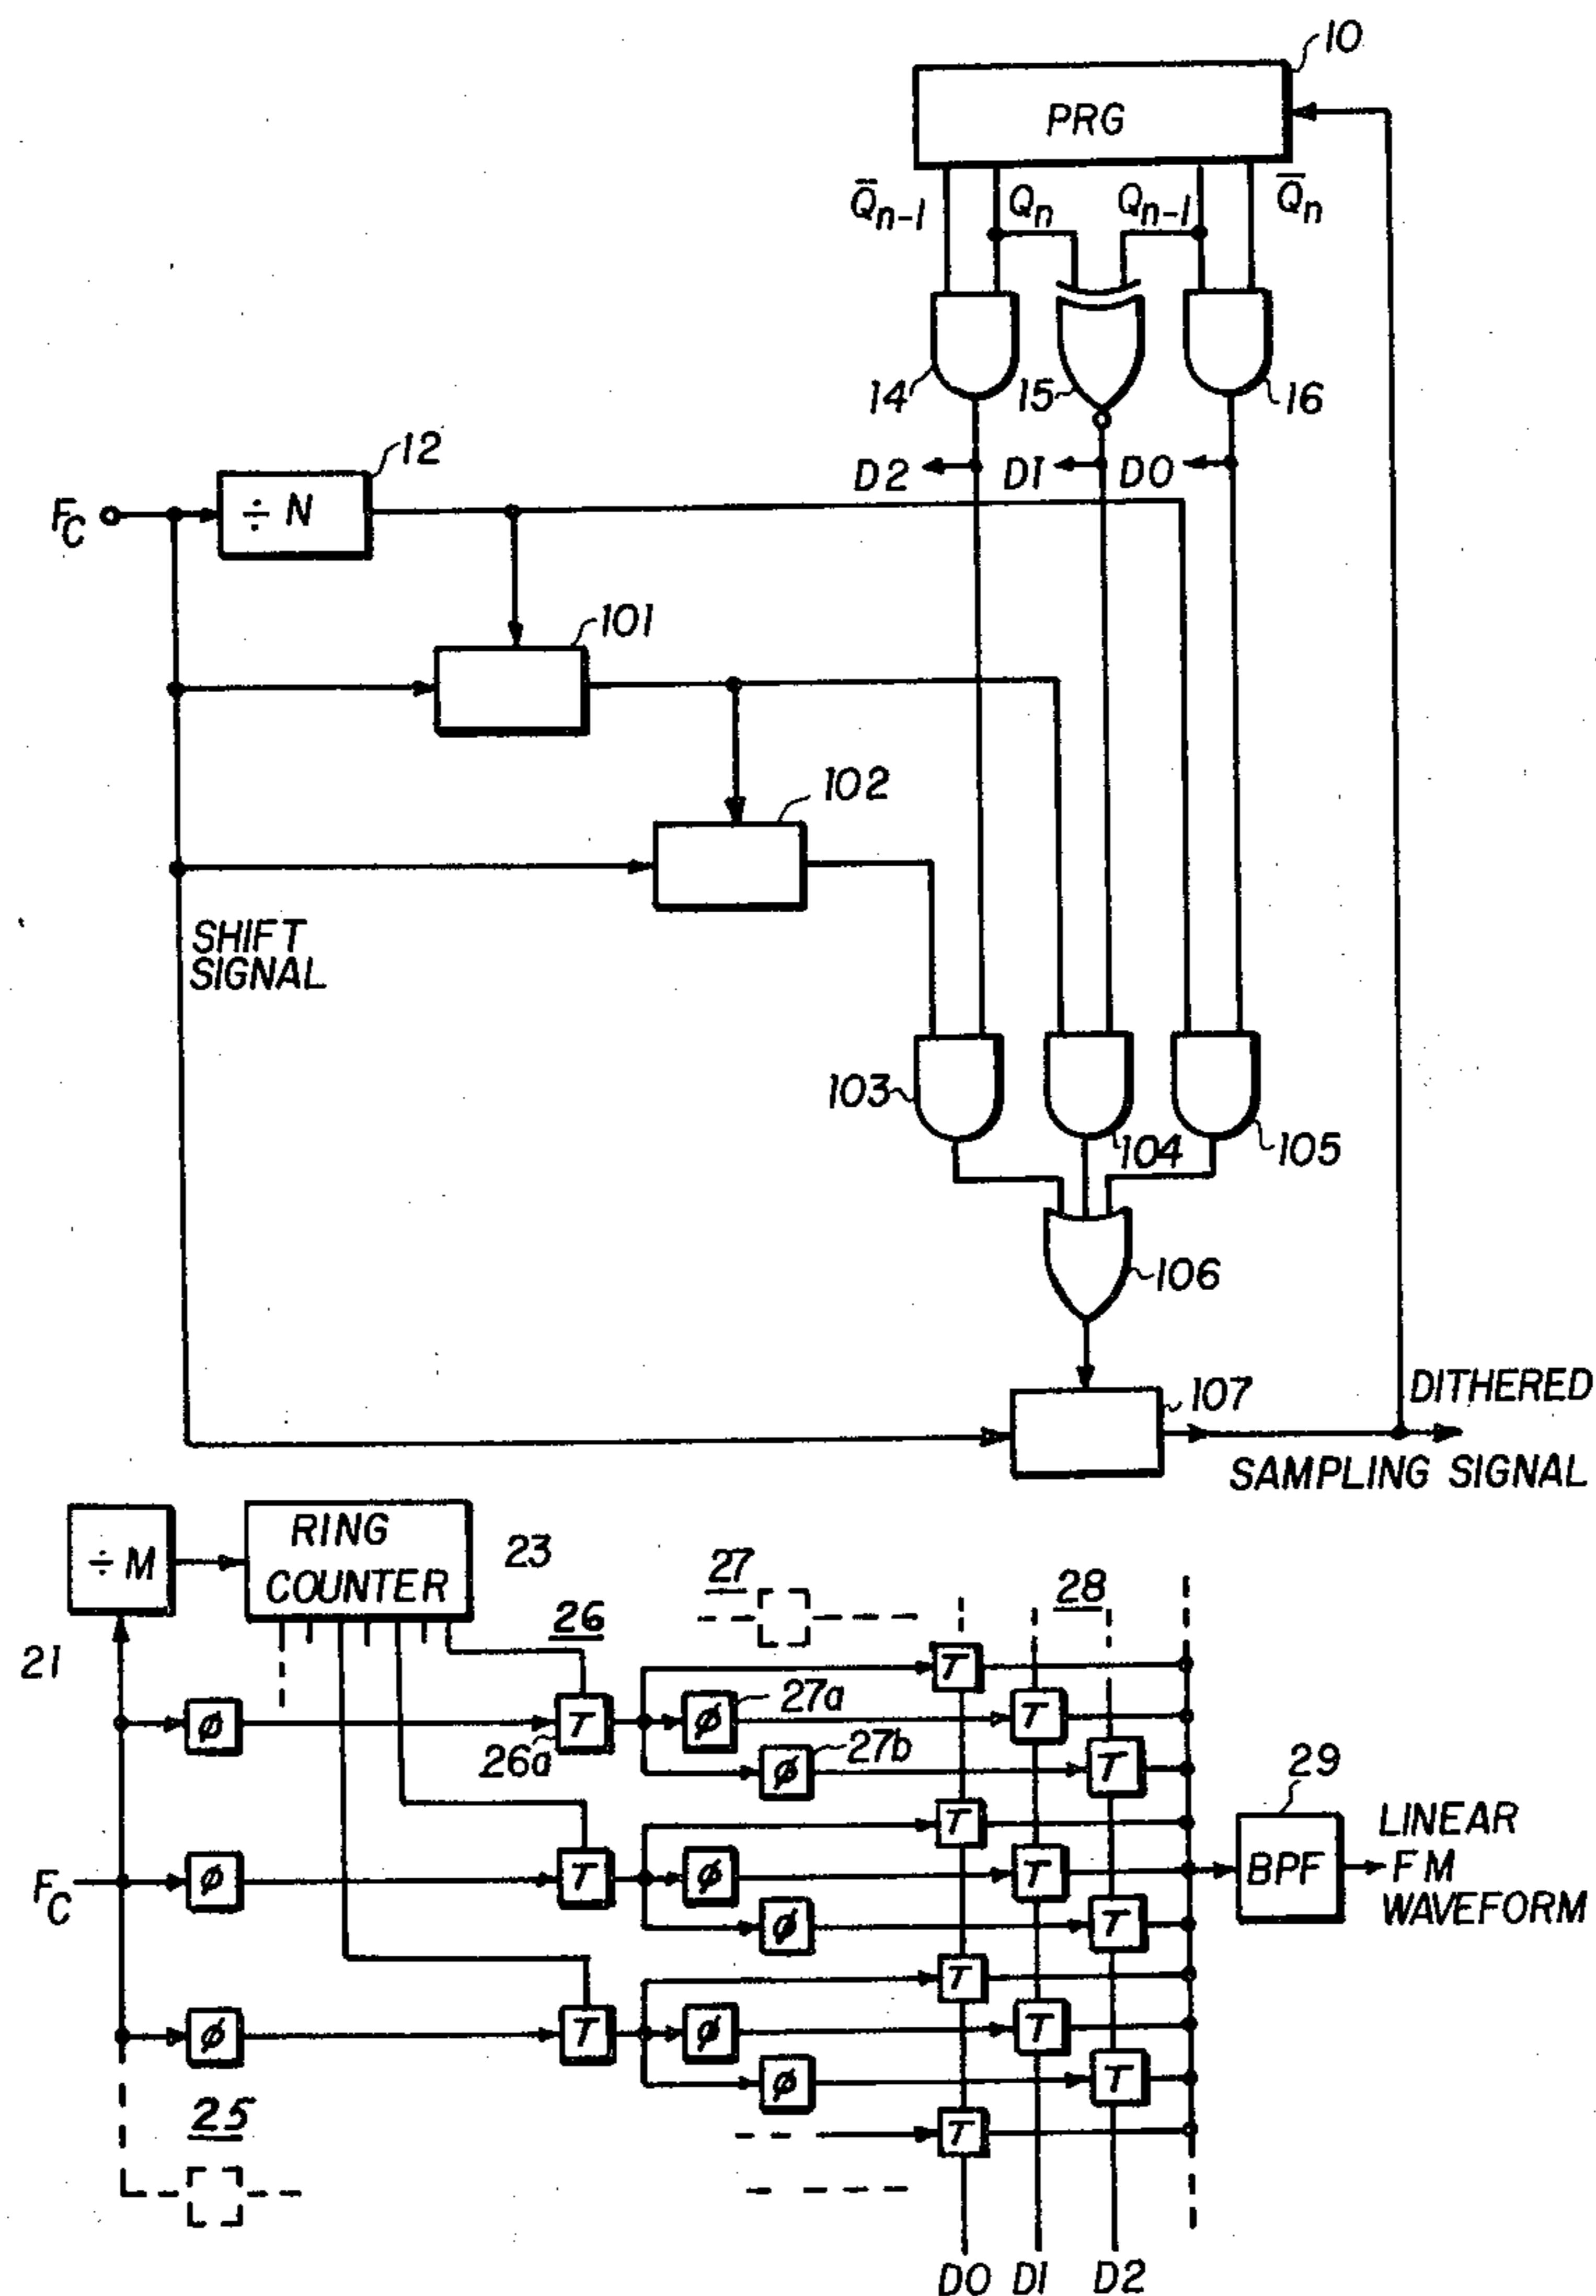 10
PRG
Q̄n-1 Qn Qn-1 Q̄n
14 15 16
12
D2 D1 D0
FC ÷ N
101
102
SHIFT
SIGNAL
103 104 105
106
107
DITHERED
SAMPLING SIGNAL
÷ M
RING
COUNTER
23
27
28
26
21
φ T 26a
φ 27a
φ 27b
T
T
T
29
T
LINEAR
FC φ T φ T BPF FM
WAVEFORM
φ T
T
φ T φ T
φ T
25
T
D0 D1 D2